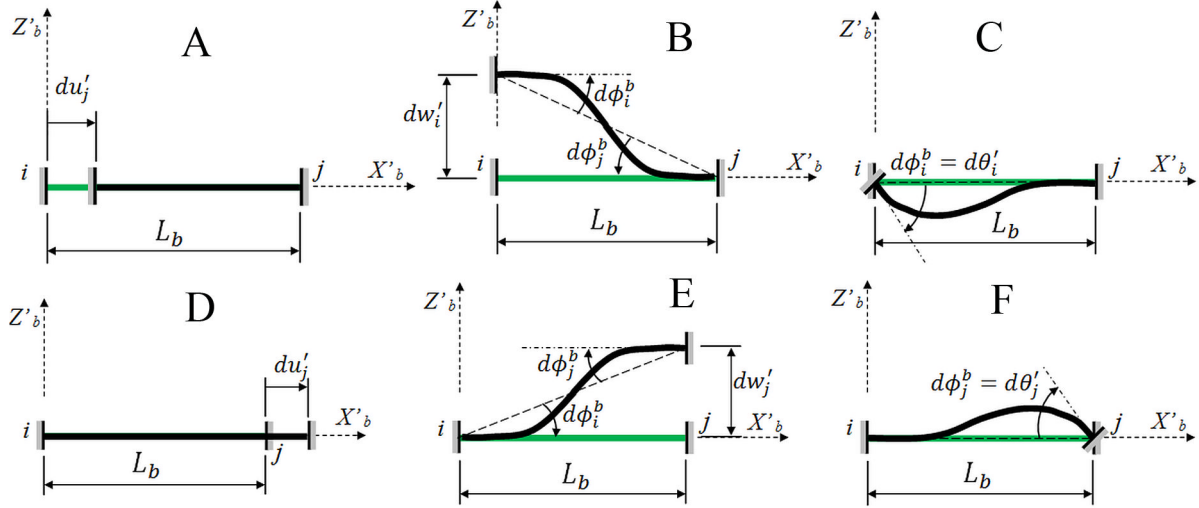 A
Z'b
du′j
i
j
X'b
Lb
B
Z'b
dw′i
dϕᵇi
dϕᵇj
i
j
X'b
Lb
C
Z'b
dϕᵇi = dθ′i
i
j
X'b
Lb
D
Z'b
du′j
i
j
X'b
Lb
E
Z'b
dϕᵇj
dϕᵇi
dw′j
i
j
X'b
Lb
F
Z'b
dϕᵇj = dθ′j
i
j
X'b
Lb